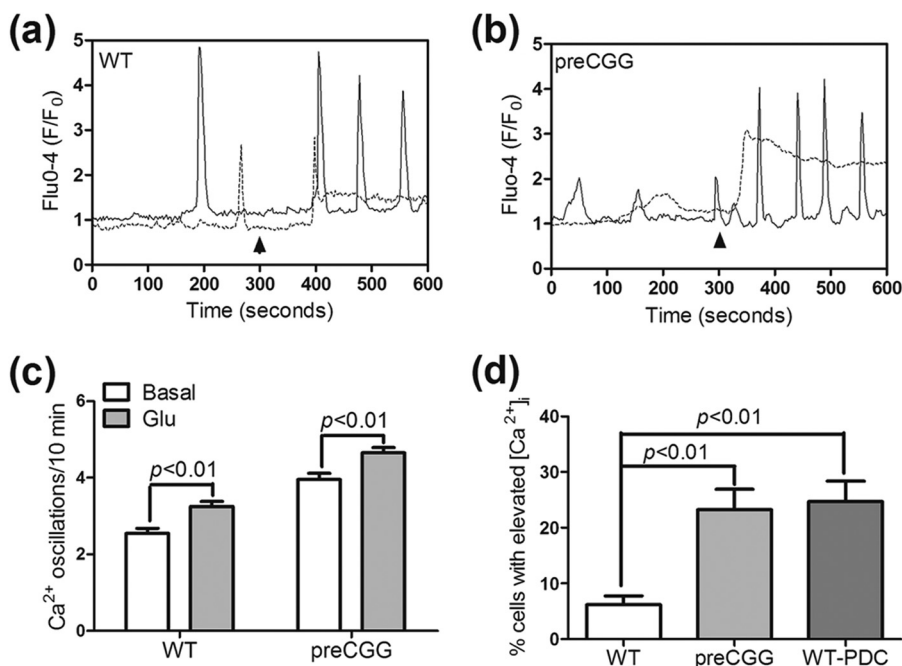 (a)
WT
Flu0-4 (F/F₀)
5
4
3
2
1
0
0 100 200 300 400 500 600
Time (seconds)
(b)
preCGG
Fluo-4 (F/F₀)
5
4
3
2
1
0
0 100 200 300 400 500 600
Time (seconds)
(c)
Basal
Glu
Ca²⁺ oscillations/10 min
6
4
2
0
p<0.01
p<0.01
WT preCGG
(d)
% cells with elevated [Ca²⁺]ᵢ
40
30
20
10
0
p<0.01
p<0.01
WT preCGG WT-PDC